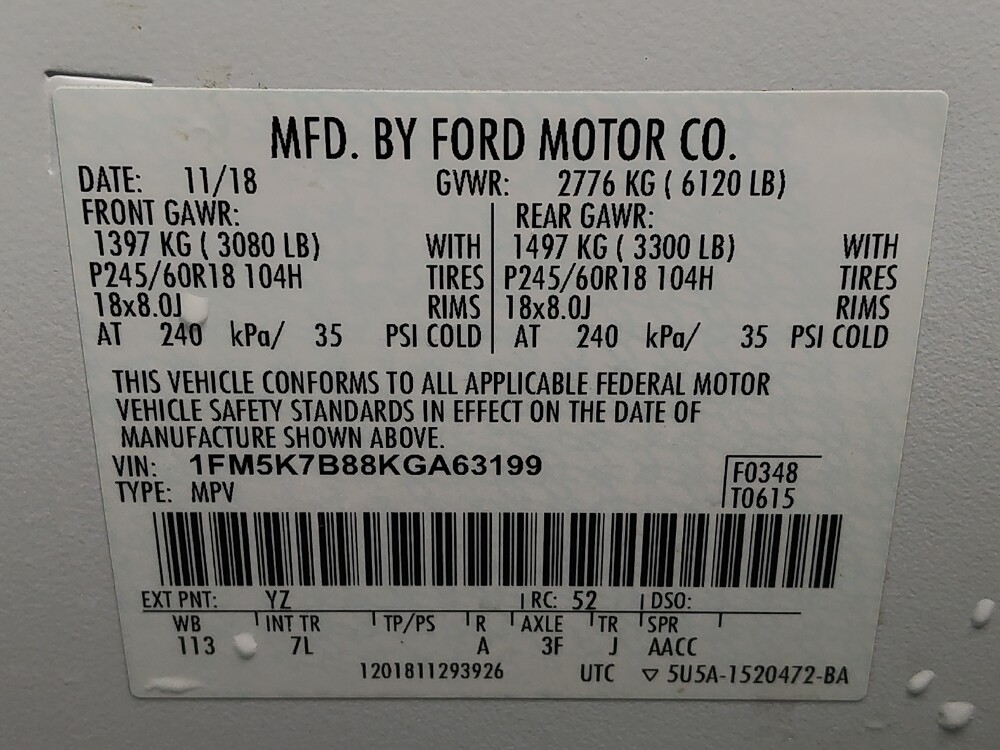 MFD. BY FORD MOTOR CO.
DATE: 11/18 GVWR: 2776 KG ( 6120 LB)
FRONT GAWR: REAR GAWR:
1397 KG ( 3080 LB) WITH 1497 KG ( 3300 LB) WITH
P245/60R18 104H TIRES P245/60R18 104H TIRES
18x8.0J RIMS 18x8.0J RIMS
AT 240 kPa/ 35 PSI COLD AT 240 kPa/ 35 PSI COLD
THIS VEHICLE CONFORMS TO ALL APPLICABLE FEDERAL MOTOR
VEHICLE SAFETY STANDARDS IN EFFECT ON THE DATE OF
MANUFACTURE SHOWN ABOVE.
VIN: 1FM5K7B88KGA63199 F0348
TYPE: MPV T0615
EXT PNT: YZ RC: 52 DSO:
WB INT TR TP/PS R AXLE TR SPR
113 7L A 3F J AACC
1201811293926 UTC ▽ 5U5A-1520472-BA